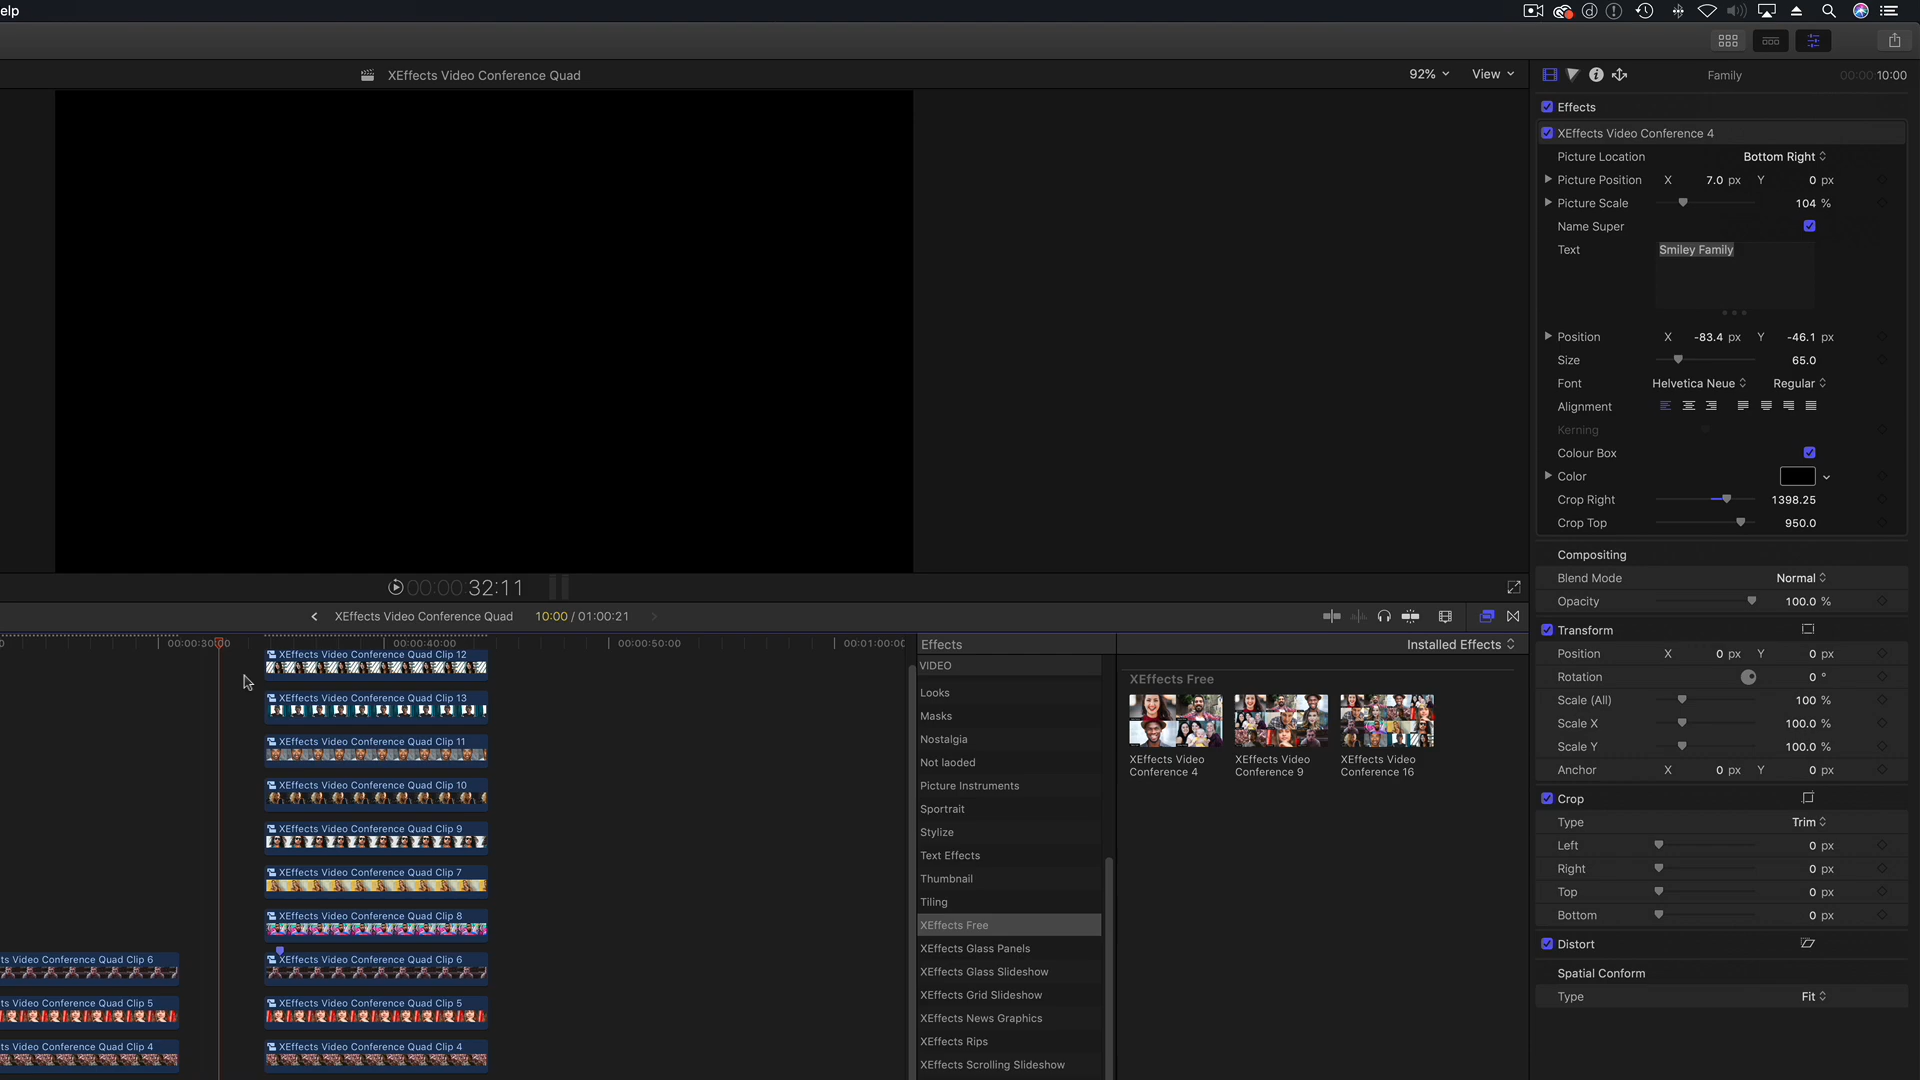 elp
XEffects Video Conference Quad
92%
View
Family
00:00:10:00
Effects
XEffects Video Conference 4
Picture Location
Bottom Right
Picture Position X 7.0 px Y 0 px
Picture Scale 104 %
Name Super
Text Smiley Family
Position X -83.4 px Y -46.1 px
Size 65.0
Font Helvetica Neue Regular
Alignment
Kerning
Colour Box
Color
Crop Right 1398.25
Crop Top 950.0
Compositing
Blend Mode Normal
Opacity 100.0 %
Transform
Position X 0 px Y 0 px
Rotation 0 °
Scale (All) 100 %
Scale X 100.0 %
Scale Y 100.0 %
Anchor X 0 px Y 0 px
Crop
Type Trim
Left 0 px
Right 0 px
Top 0 px
Bottom 0 px
Distort
Spatial Conform
Type Fit
00:00:32:11
XEffects Video Conference Quad
10:00 / 01:00:21
0
00:00:30:00
00:00:40:00
00:00:50:00
00:01:00:00
XEffects Video Conference Quad Clip 12
XEffects Video Conference Quad Clip 13
XEffects Video Conference Quad Clip 11
XEffects Video Conference Quad Clip 10
XEffects Video Conference Quad Clip 9
XEffects Video Conference Quad Clip 7
XEffects Video Conference Quad Clip 8
ts Video Conference Quad Clip 6
XEffects Video Conference Quad Clip 6
ts Video Conference Quad Clip 5
XEffects Video Conference Quad Clip 5
ts Video Conference Quad Clip 4
XEffects Video Conference Quad Clip 4
Effects
Installed Effects
VIDEO
Looks
Masks
Nostalgia
Not laoded
Picture Instruments
Sportrait
Stylize
Text Effects
Thumbnail
Tiling
XEffects Free
XEffects Glass Panels
XEffects Glass Slideshow
XEffects Grid Slideshow
XEffects News Graphics
XEffects Rips
XEffects Scrolling Slideshow
XEffects Free
XEffects Video
Conference 4
XEffects Video
Conference 9
XEffects Video
Conference 16